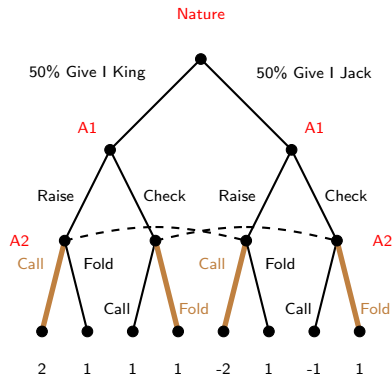 Nature
50% Give I King
50% Give I Jack
A1
A1
Raise
Check
Raise
Check
A2
A2
Call
Fold
Call
Fold
Call
Fold
Call
Fold
2
1
1
1
-2
1
-1
1